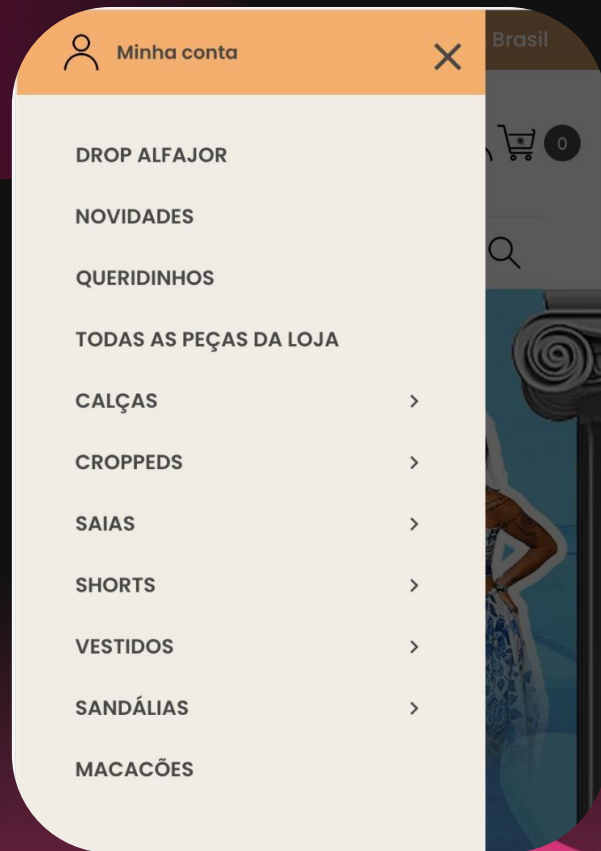 Minha conta
Brasil
0
DROP ALFAJOR
NOVIDADES
QUERIDINHOS
TODAS AS PEÇAS DA LOJA
CALÇAS
CROPPEDS
SAIAS
SHORTS
VESTIDOS
SANDÁLIAS
MACACÕES